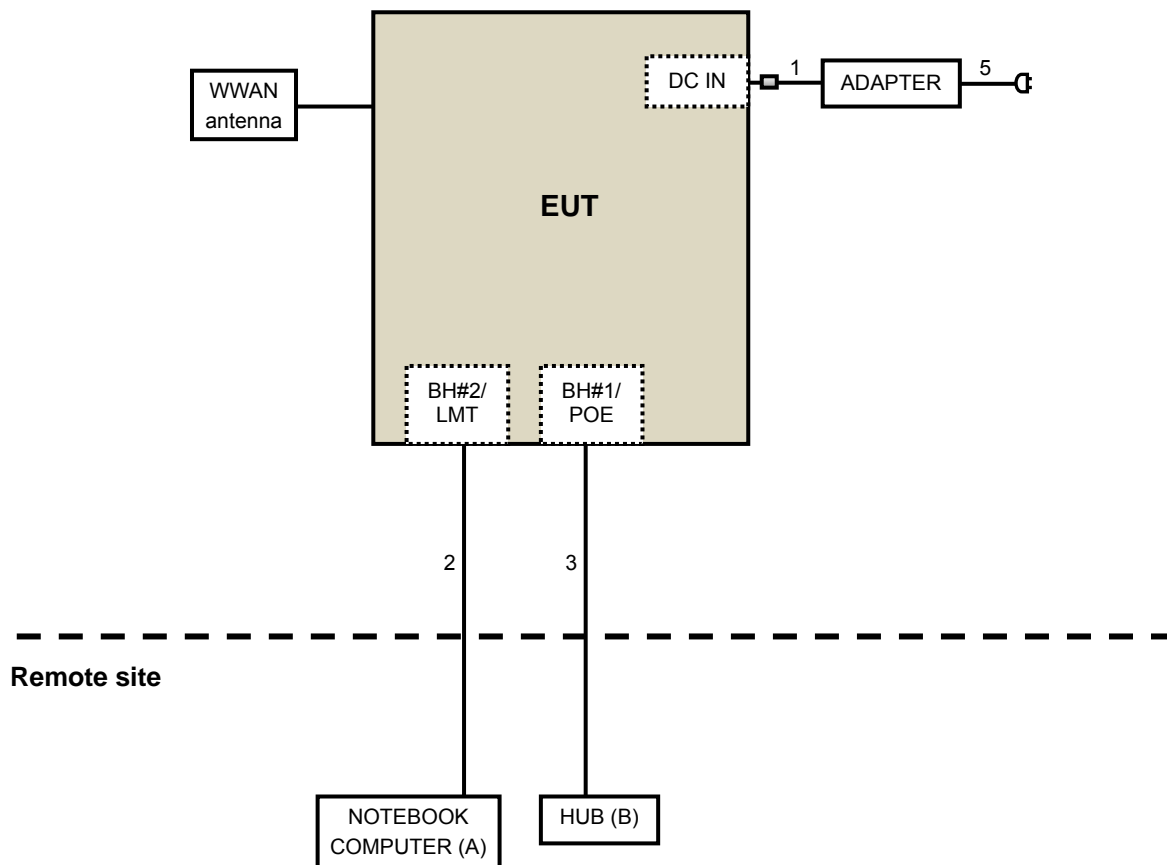 WWAN
antenna
DC IN
1
ADAPTER
5
EUT
BH#2/
LMT
BH#1/
POE
2
3
Remote site
NOTEBOOK
COMPUTER (A)
HUB (B)